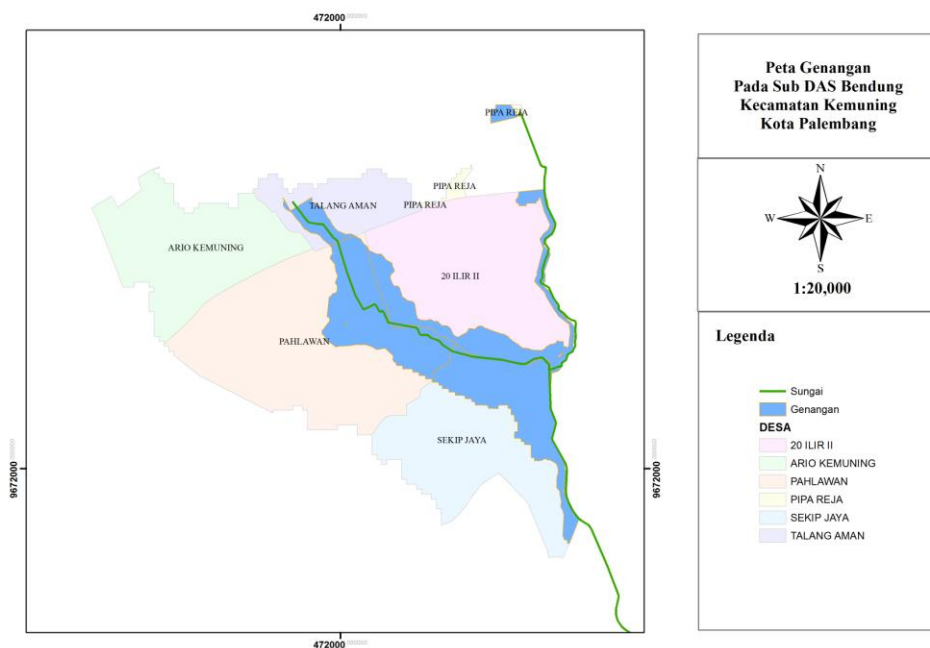 472000
PIPA REJA
PIPA REJA
TALANG AMAN
PIPA REJA
ARIO KEMUNING
20 ILIR II
PAHLAWAN
SEKIP JAYA
9672000
9672000
472000
Peta Genangan
Pada Sub DAS Bendung
Kecamatan Kemuning
Kota Palembang
N
W
E
S
1:20,000
Legenda
Sungai
Genangan
DESA
20 ILIR II
ARIO KEMUNING
PAHLAWAN
PIPA REJA
SEKIP JAYA
TALANG AMAN